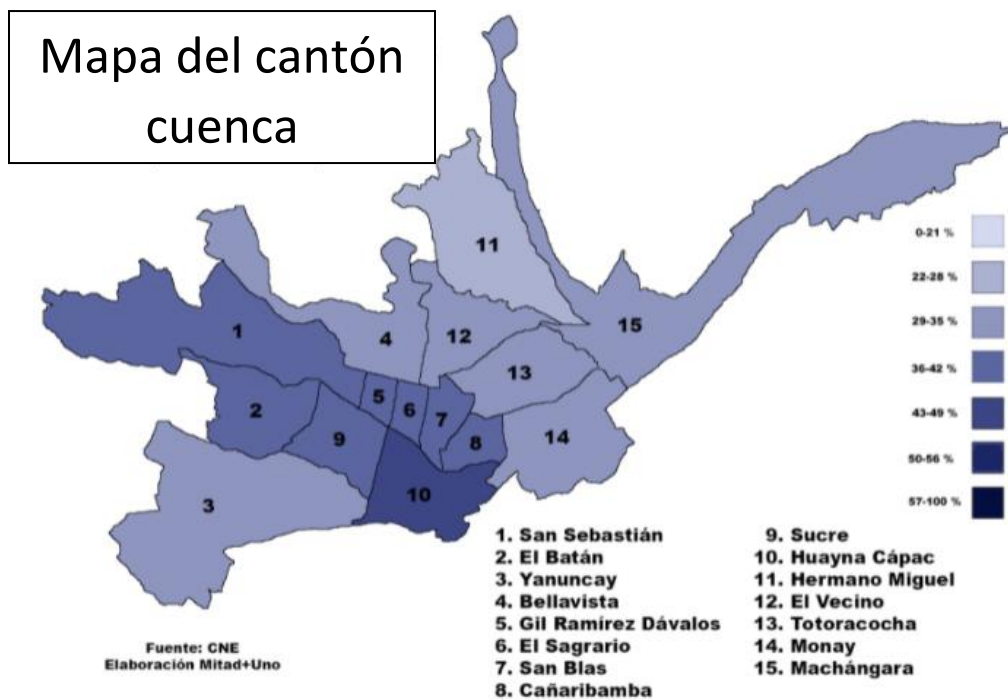 Mapa del cantón
cuenca
11
1
4
12
15
13
5
6
7
2
9
8
14
10
3
0-21 %
22-28 %
29-35 %
36-42 %
43-49 %
50-56 %
57-100 %
1. San Sebastián
2. El Batán
3. Yanuncay
4. Bellavista
5. Gil Ramírez Dávalos
6. El Sagrario
7. San Blas
8. Cañaribamba
9. Sucre
10. Huayna Cápac
11. Hermano Miguel
12. El Vecino
13. Totoracocha
14. Monay
15. Machángara
Fuente: CNE
Elaboración Mitad+Uno